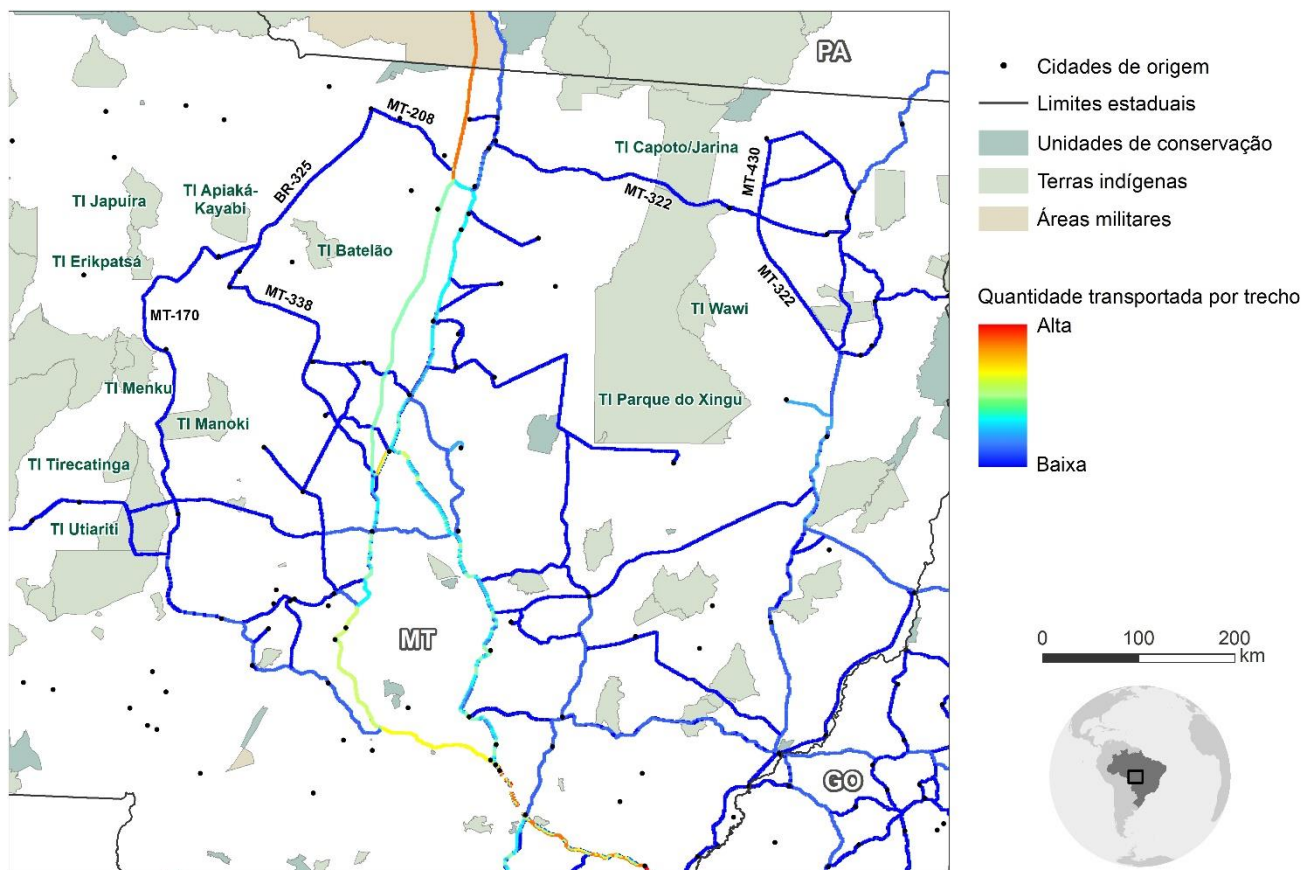 PA
MT-208
TI Capoto/Jarina
MT-430
BR-325
TI Apiaká-
Kayabi
TI Japuira
MT-322
TI Batelão
TI Erikpatsá
MT-322
MT-338
TI Wawi
MT-170
TI Menku
TI Parque do Xingu
TI Manoki
TI Tirecatinga
TI Utiariti
MT
GO
Cidades de origem
Limites estaduais
Unidades de conservação
Terras indígenas
Áreas militares
Quantidade transportada por trecho
Alta
Baixa
0 100 200
km